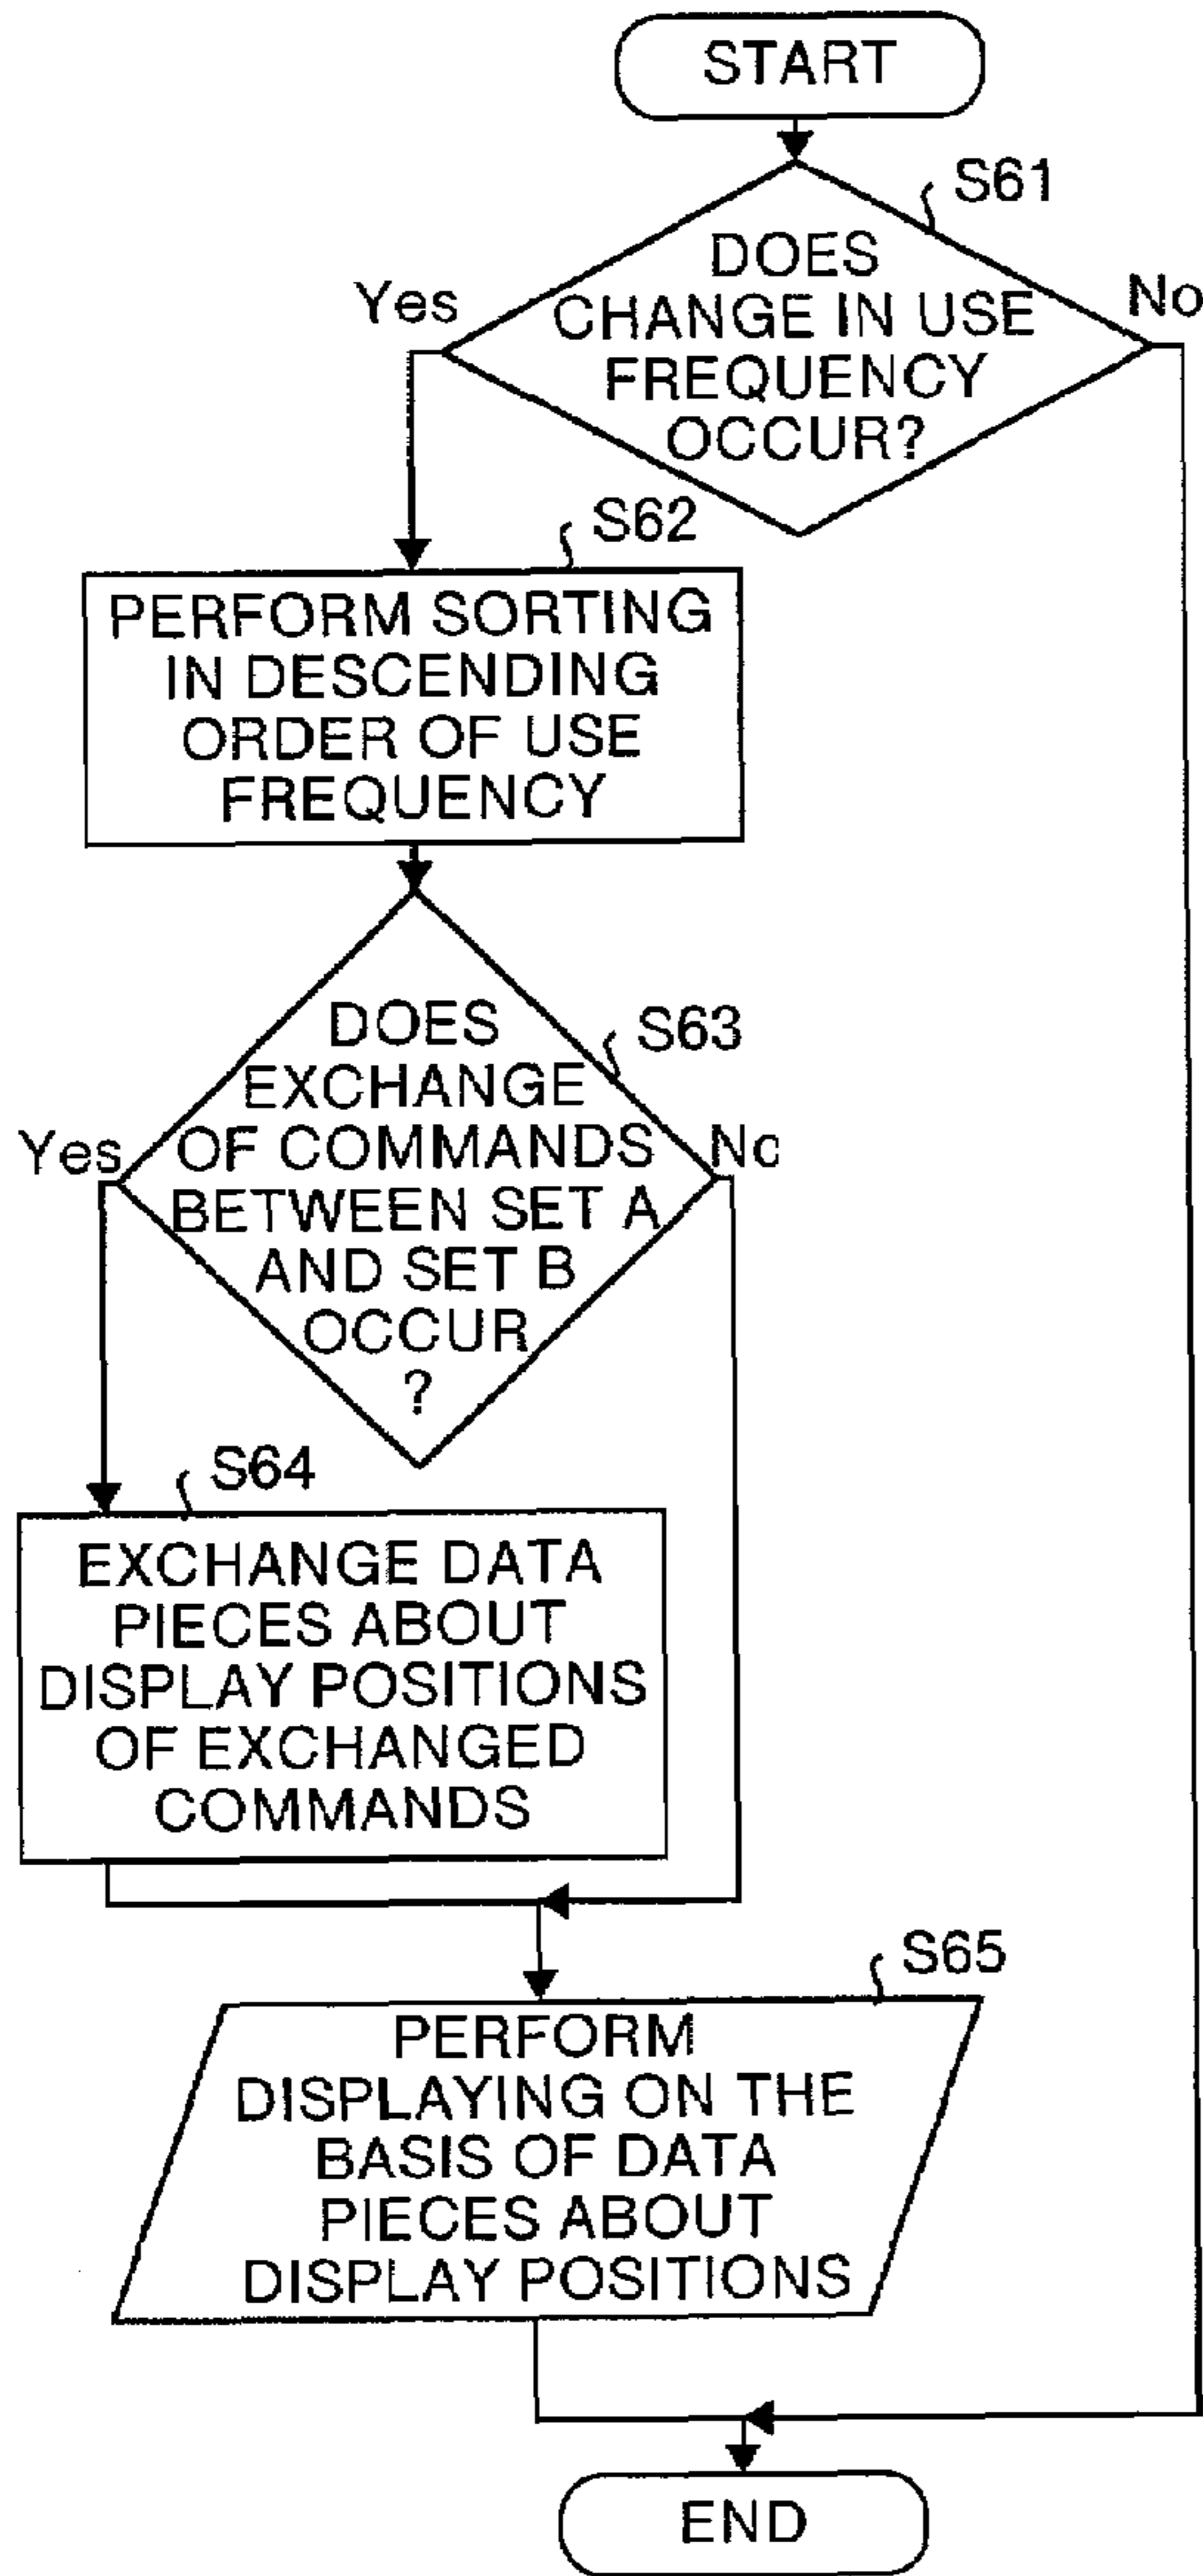 START
S61
DOES
CHANGE IN USE
FREQUENCY
OCCUR?
Yes
No
S62
PERFORM SORTING
IN DESCENDING
ORDER OF USE
FREQUENCY
S63
DOES
EXCHANGE
OF COMMANDS
BETWEEN SET A
AND SET B
OCCUR
?
Yes
No
S64
EXCHANGE DATA
PIECES ABOUT
DISPLAY POSITIONS
OF EXCHANGED
COMMANDS
S65
PERFORM
DISPLAYING ON THE
BASIS OF DATA
PIECES ABOUT
DISPLAY POSITIONS
END